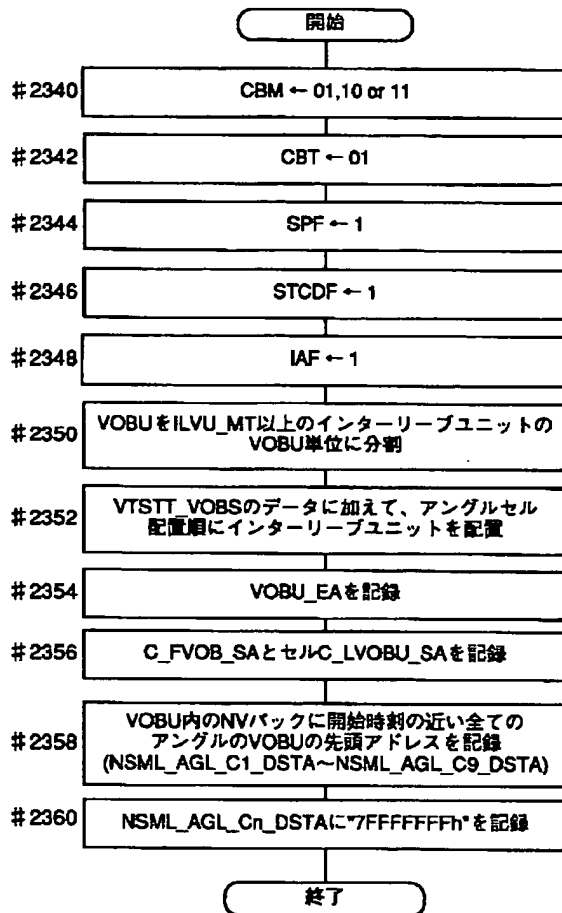 開始
#2340 CBM ← 01,10 or 11
#2342 CBT ← 01
#2344 SPF ← 1
#2346 STCDF ← 1
#2348 IAF ← 1
#2350 VOBUをILVU_MT以上のインターリーブユニットの
VOBU単位に分割
#2352 VTSTT_VOBSのデータに加えて、アングルセル
配置順にインターリーブユニットを配置
#2354 VOBU_EAを記録
#2356 C_FVOB_SAとセルC_LVOBU_SAを記録
#2358 VOBU内のNVパックに開始時刻の近い全ての
アングルのVOBUの先頭アドレスを記録
(NSML_AGL_C1_DSTA～NSML_AGL_C9_DSTA)
#2360 NSML_AGL_Cn_DSTAに"7FFFFFFFh"を記録
終了